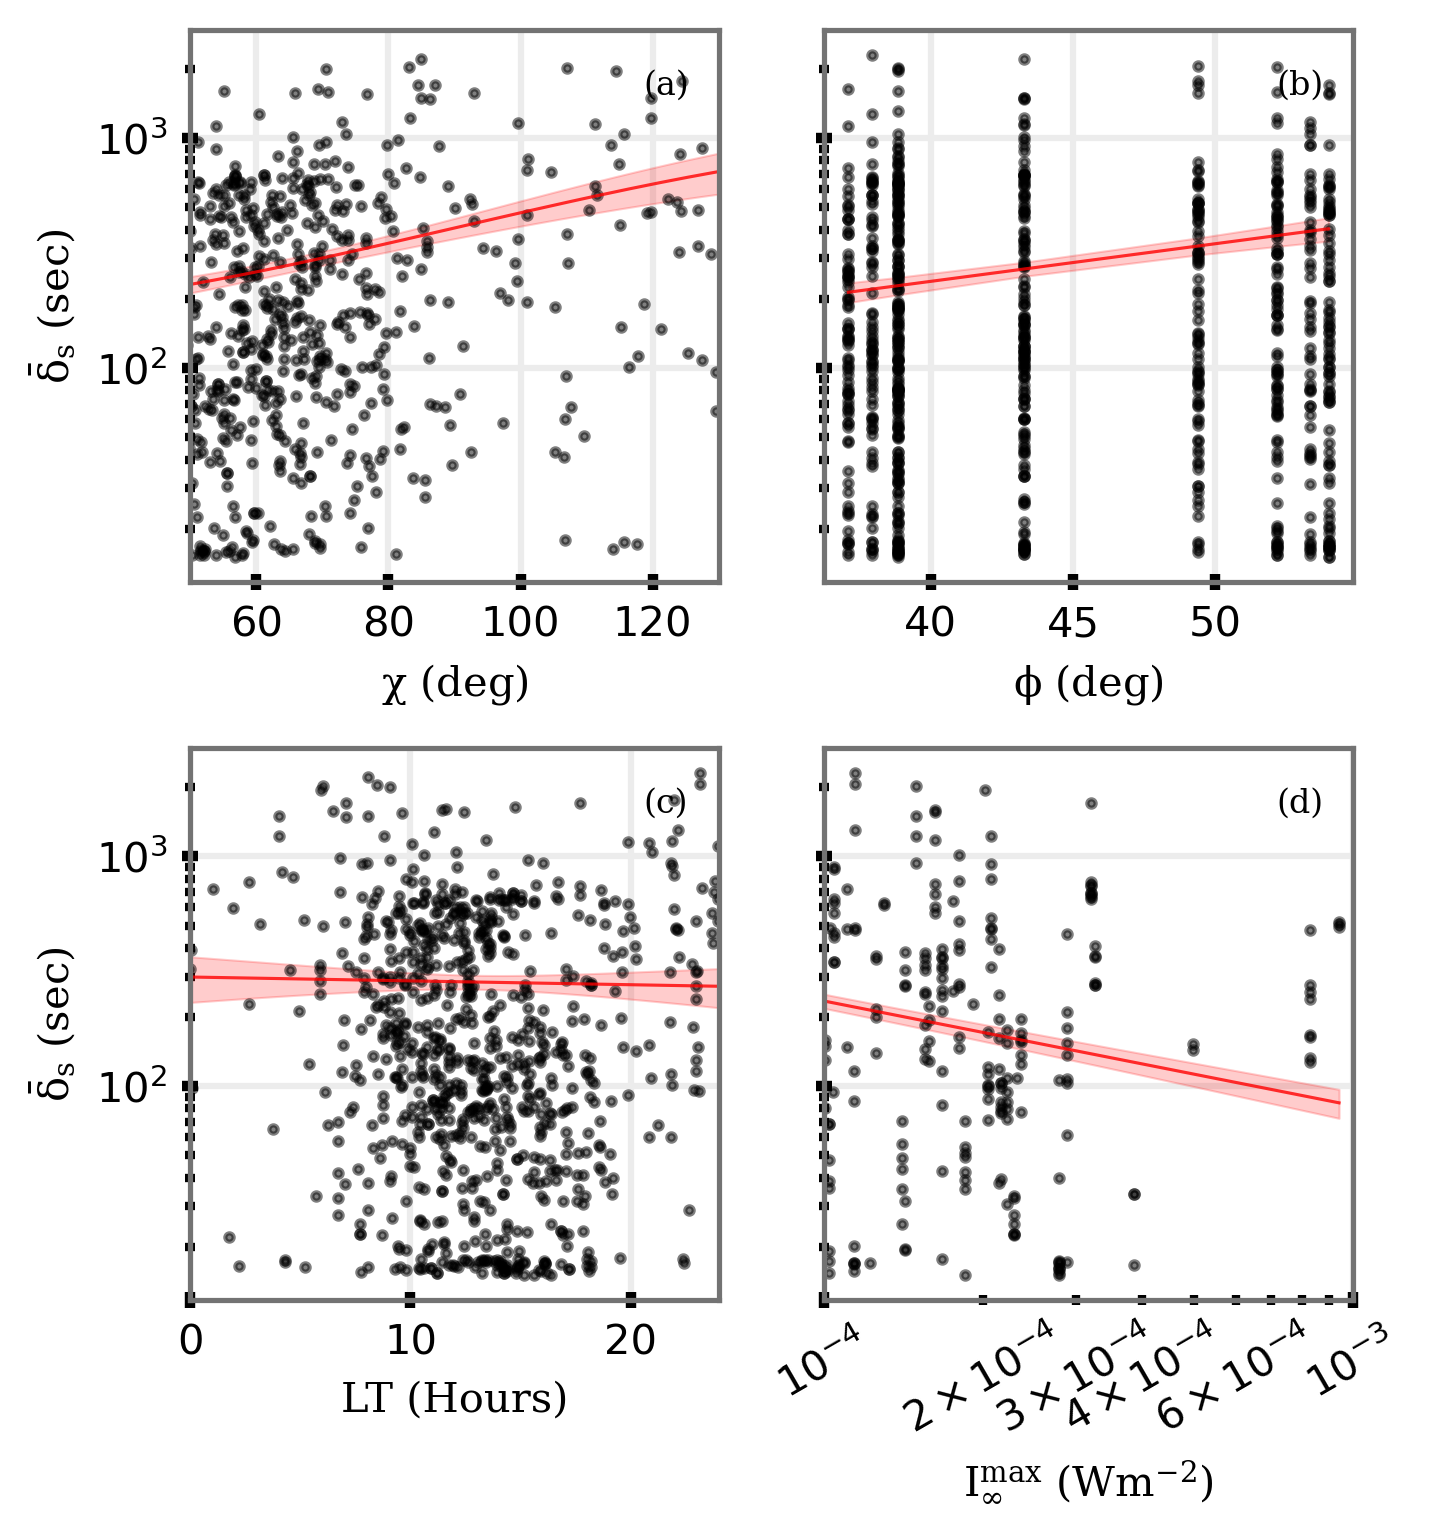 (a)
10³
10²
δ̄ₛ (sec)
60 80 100 120
χ (deg)
(b)
40 45 50
ϕ (deg)
(c)
10³
10²
δ̄ₛ (sec)
0 10 20
LT (Hours)
(d)
10⁻⁴ 2 × 10⁻⁴ 3 × 10⁻⁴ 4 × 10⁻⁴ 6 × 10⁻⁴ 10⁻³
I∞ᵐᵃˣ (Wm⁻²)